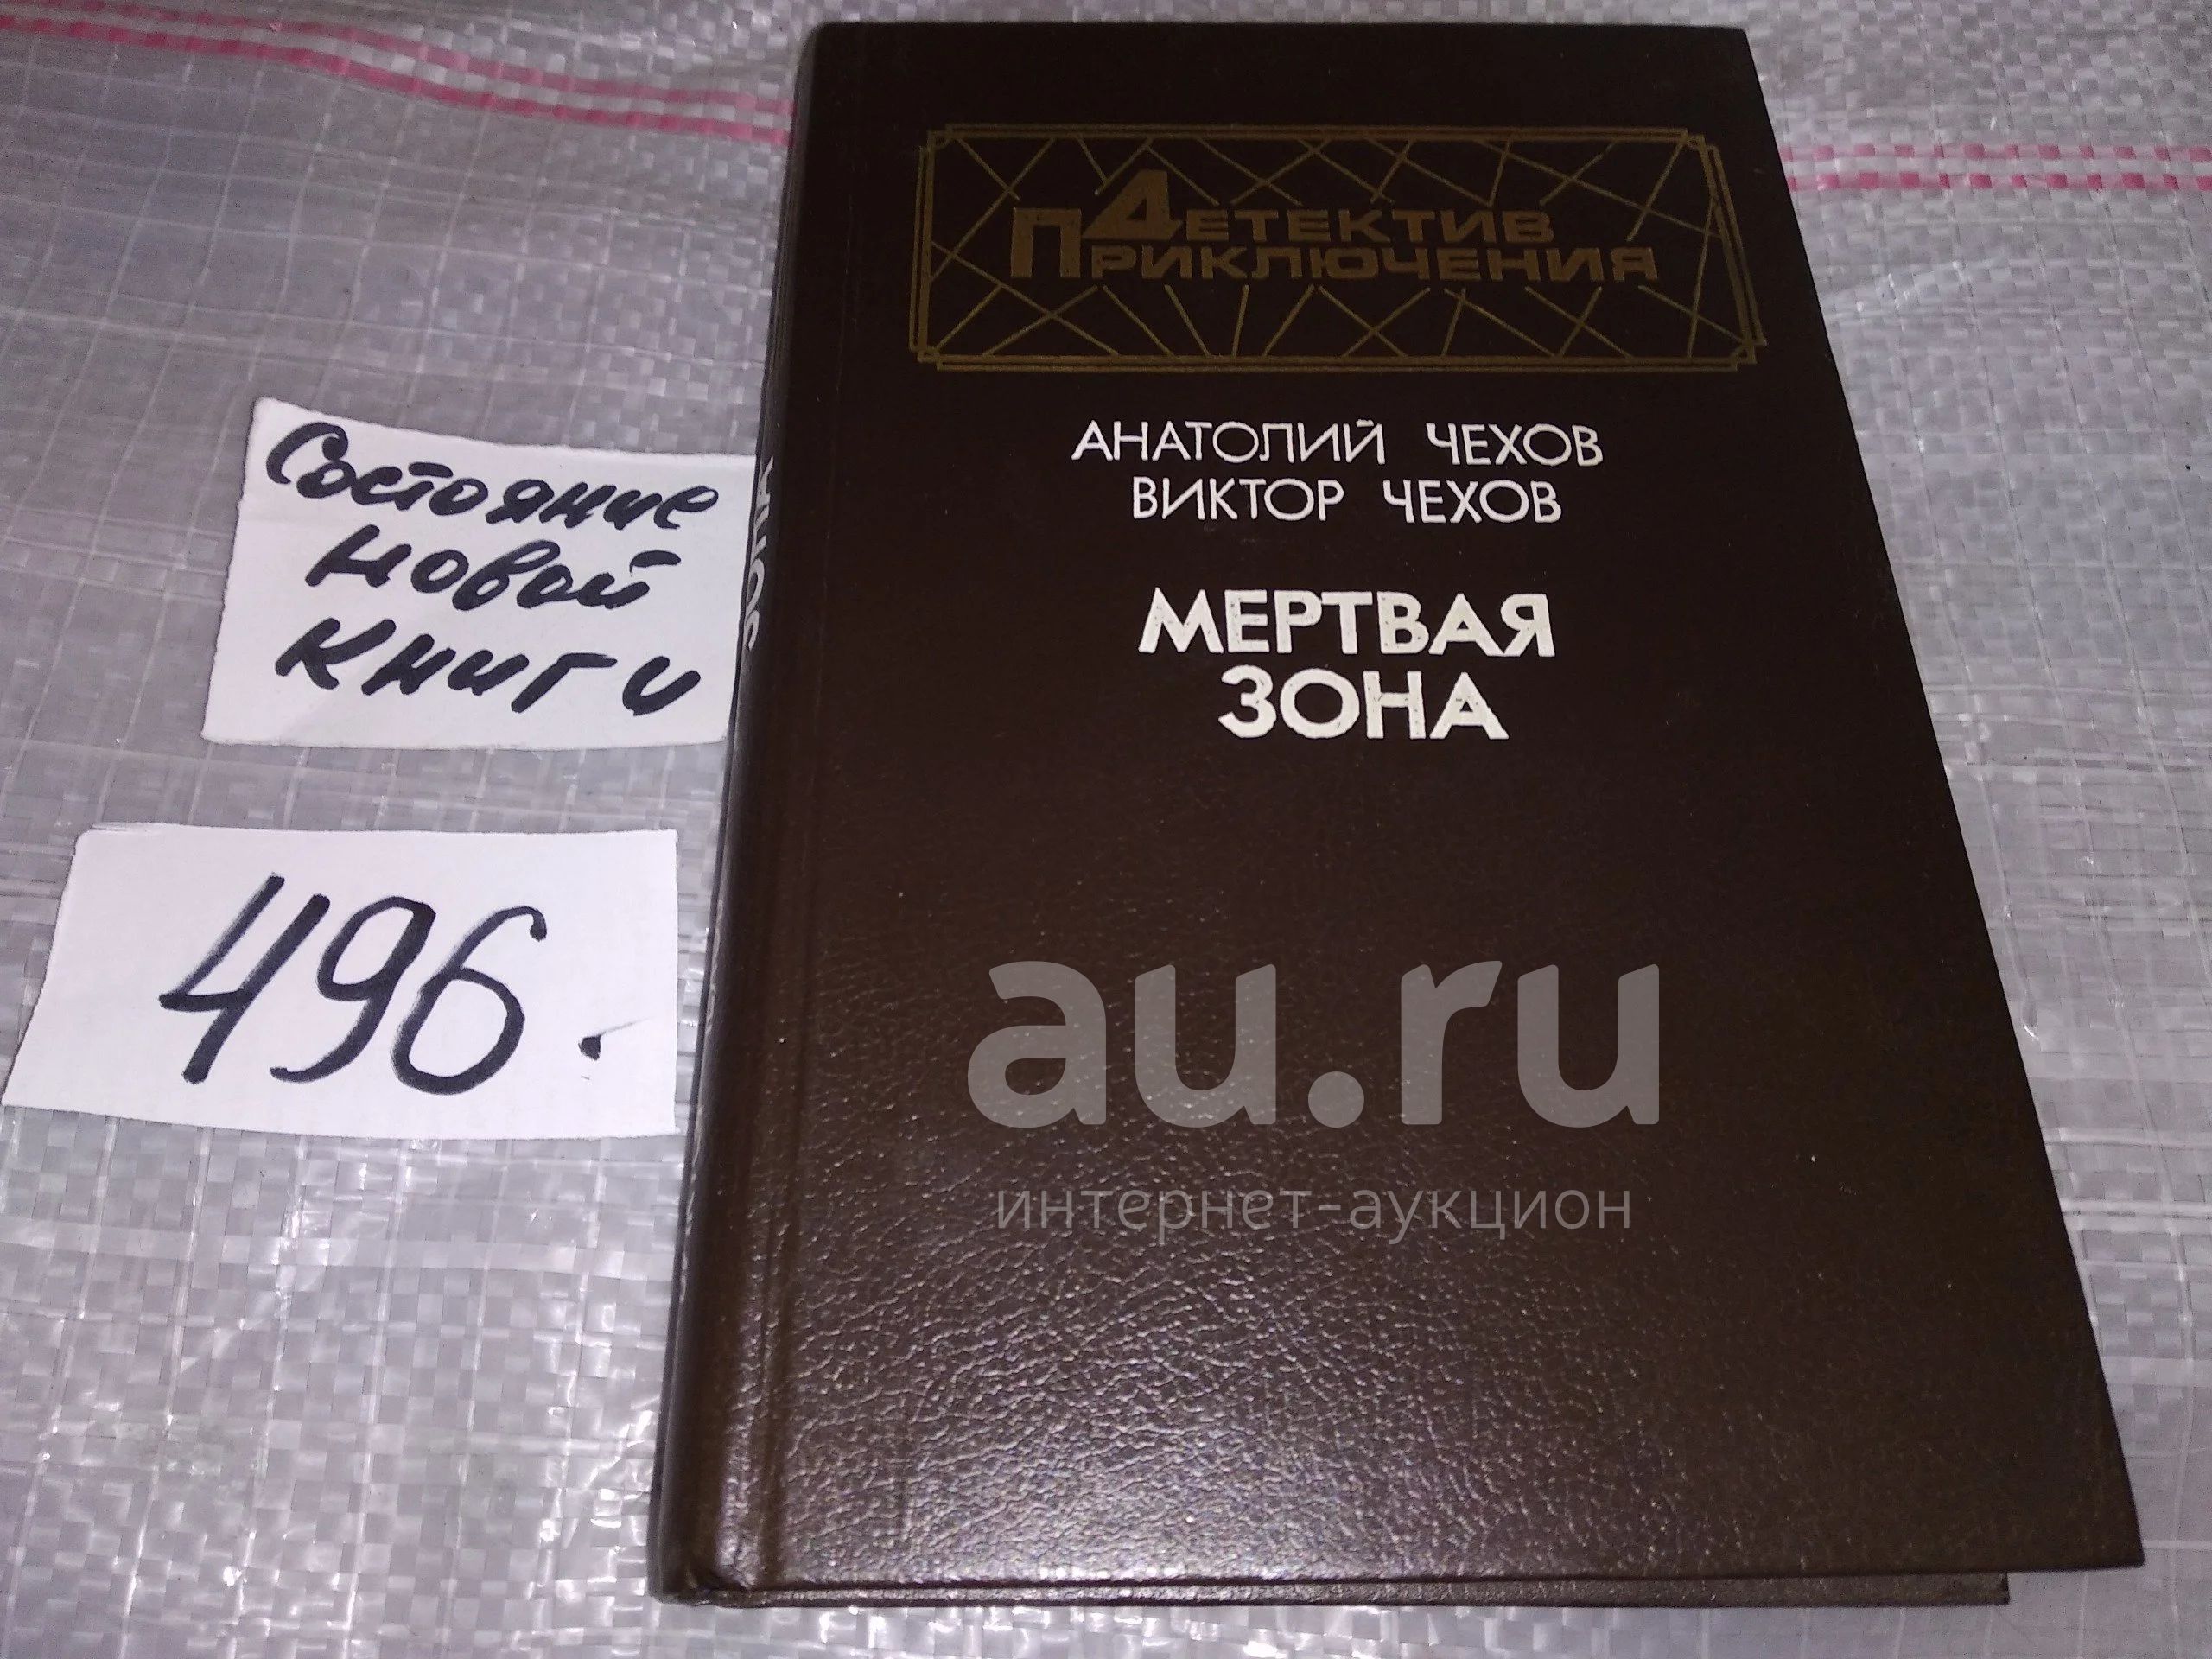 ДЕТЕКТИВ
ПРИКЛЮЧЕНИЯ
АНАТОЛИЙ ЧЕХОВ
ВИКТОР ЧЕХОВ
МЕРТВАЯ
ЗОНА
Состояние
новой
книги
496.
au.ru
интернет-аукцион